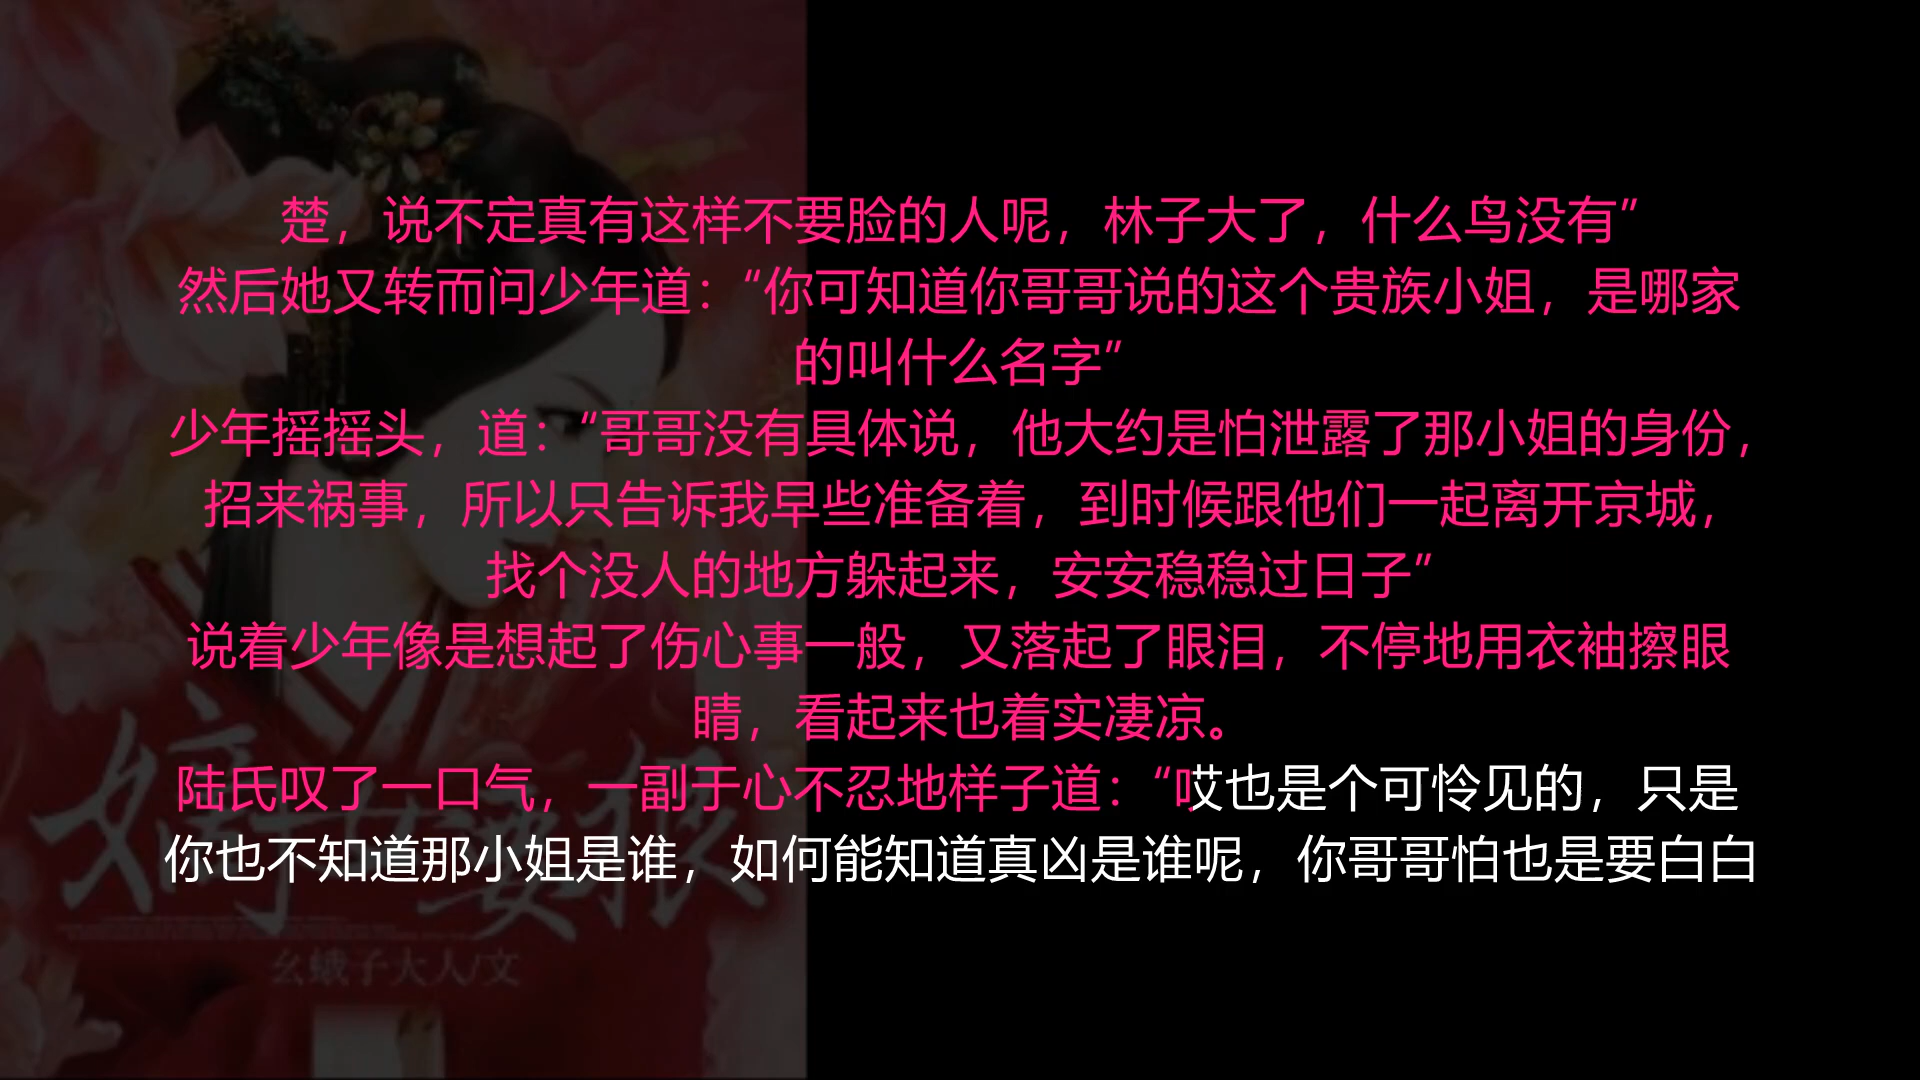 楚，说不定真有这样不要脸的人呢，林子大了，什么鸟没有”
然后她又转而问少年道：“你可知道你哥哥说的这个贵族小姐，是哪家
的叫什么名字”
少年摇摇头，道：“哥哥没有具体说，他大约是怕泄露了那小姐的身份，
招来祸事，所以只告诉我早些准备着，到时候跟他们一起离开京城，
找个没人的地方躲起来，安安稳稳过日子”
说着少年像是想起了伤心事一般，又落起了眼泪，不停地用衣袖擦眼
睛，看起来也着实凄凉。
陆氏叹了一口气，一副于心不忍地样子道：“哎也是个可怜见的，只是
你也不知道那小姐是谁，如何能知道真凶是谁呢，你哥哥怕也是要白白
幺蛾子大人/文